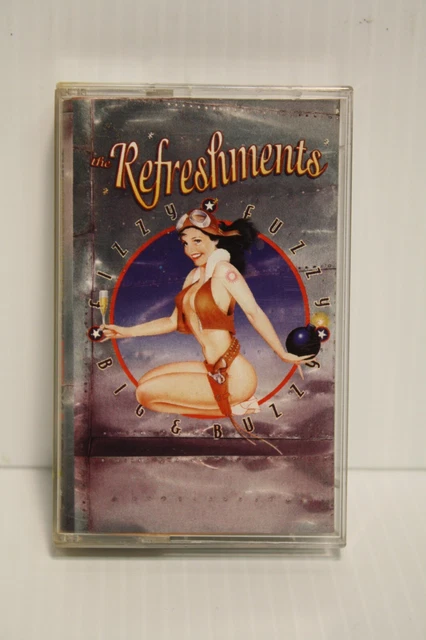 the Refreshments
FIZZY FUZZY
BIG & BUZZY